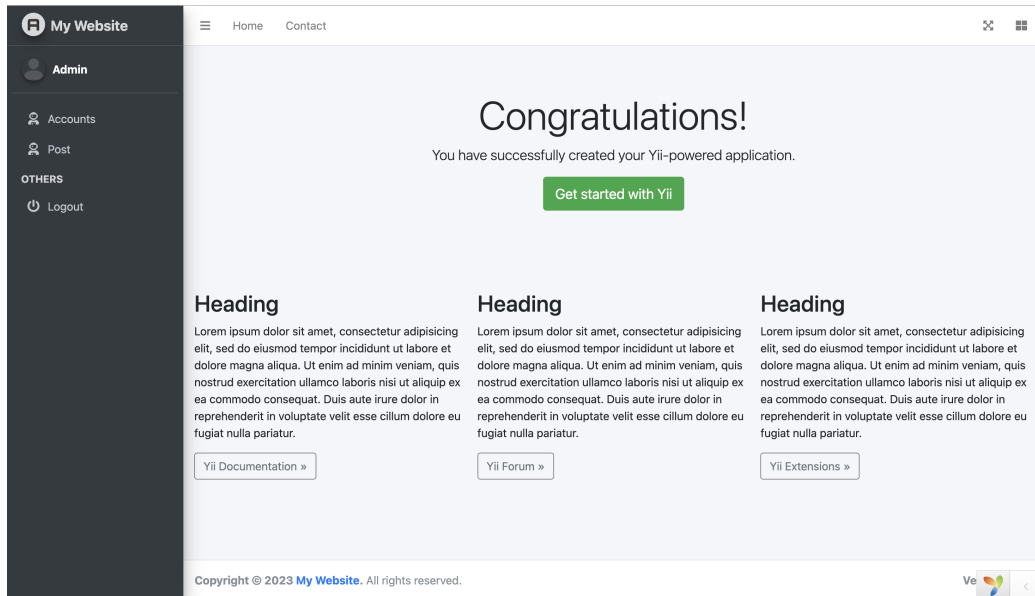 My Website
Home Contact
Admin
Accounts
Post
OTHERS
Logout
Congratulations!
You have successfully created your Yii-powered application.
Get started with Yii
Heading
Lorem ipsum dolor sit amet, consectetur adipisicing
elit, sed do eiusmod tempor incididunt ut labore et
dolore magna aliqua. Ut enim ad minim veniam, quis
nostrud exercitation ullamco laboris nisi ut aliquip ex
ea commodo consequat. Duis aute irure dolor in
reprehenderit in voluptate velit esse cillum dolore eu
fugiat nulla pariatur.
Yii Documentation »
Heading
Lorem ipsum dolor sit amet, consectetur adipisicing
elit, sed do eiusmod tempor incididunt ut labore et
dolore magna aliqua. Ut enim ad minim veniam, quis
nostrud exercitation ullamco laboris nisi ut aliquip ex
ea commodo consequat. Duis aute irure dolor in
reprehenderit in voluptate velit esse cillum dolore eu
fugiat nulla pariatur.
Yii Forum »
Heading
Lorem ipsum dolor sit amet, consectetur adipisicing
elit, sed do eiusmod tempor incididunt ut labore et
dolore magna aliqua. Ut enim ad minim veniam, quis
nostrud exercitation ullamco laboris nisi ut aliquip ex
ea commodo consequat. Duis aute irure dolor in
reprehenderit in voluptate velit esse cillum dolore eu
fugiat nulla pariatur.
Yii Extensions »
Copyright © 2023 My Website. All rights reserved.